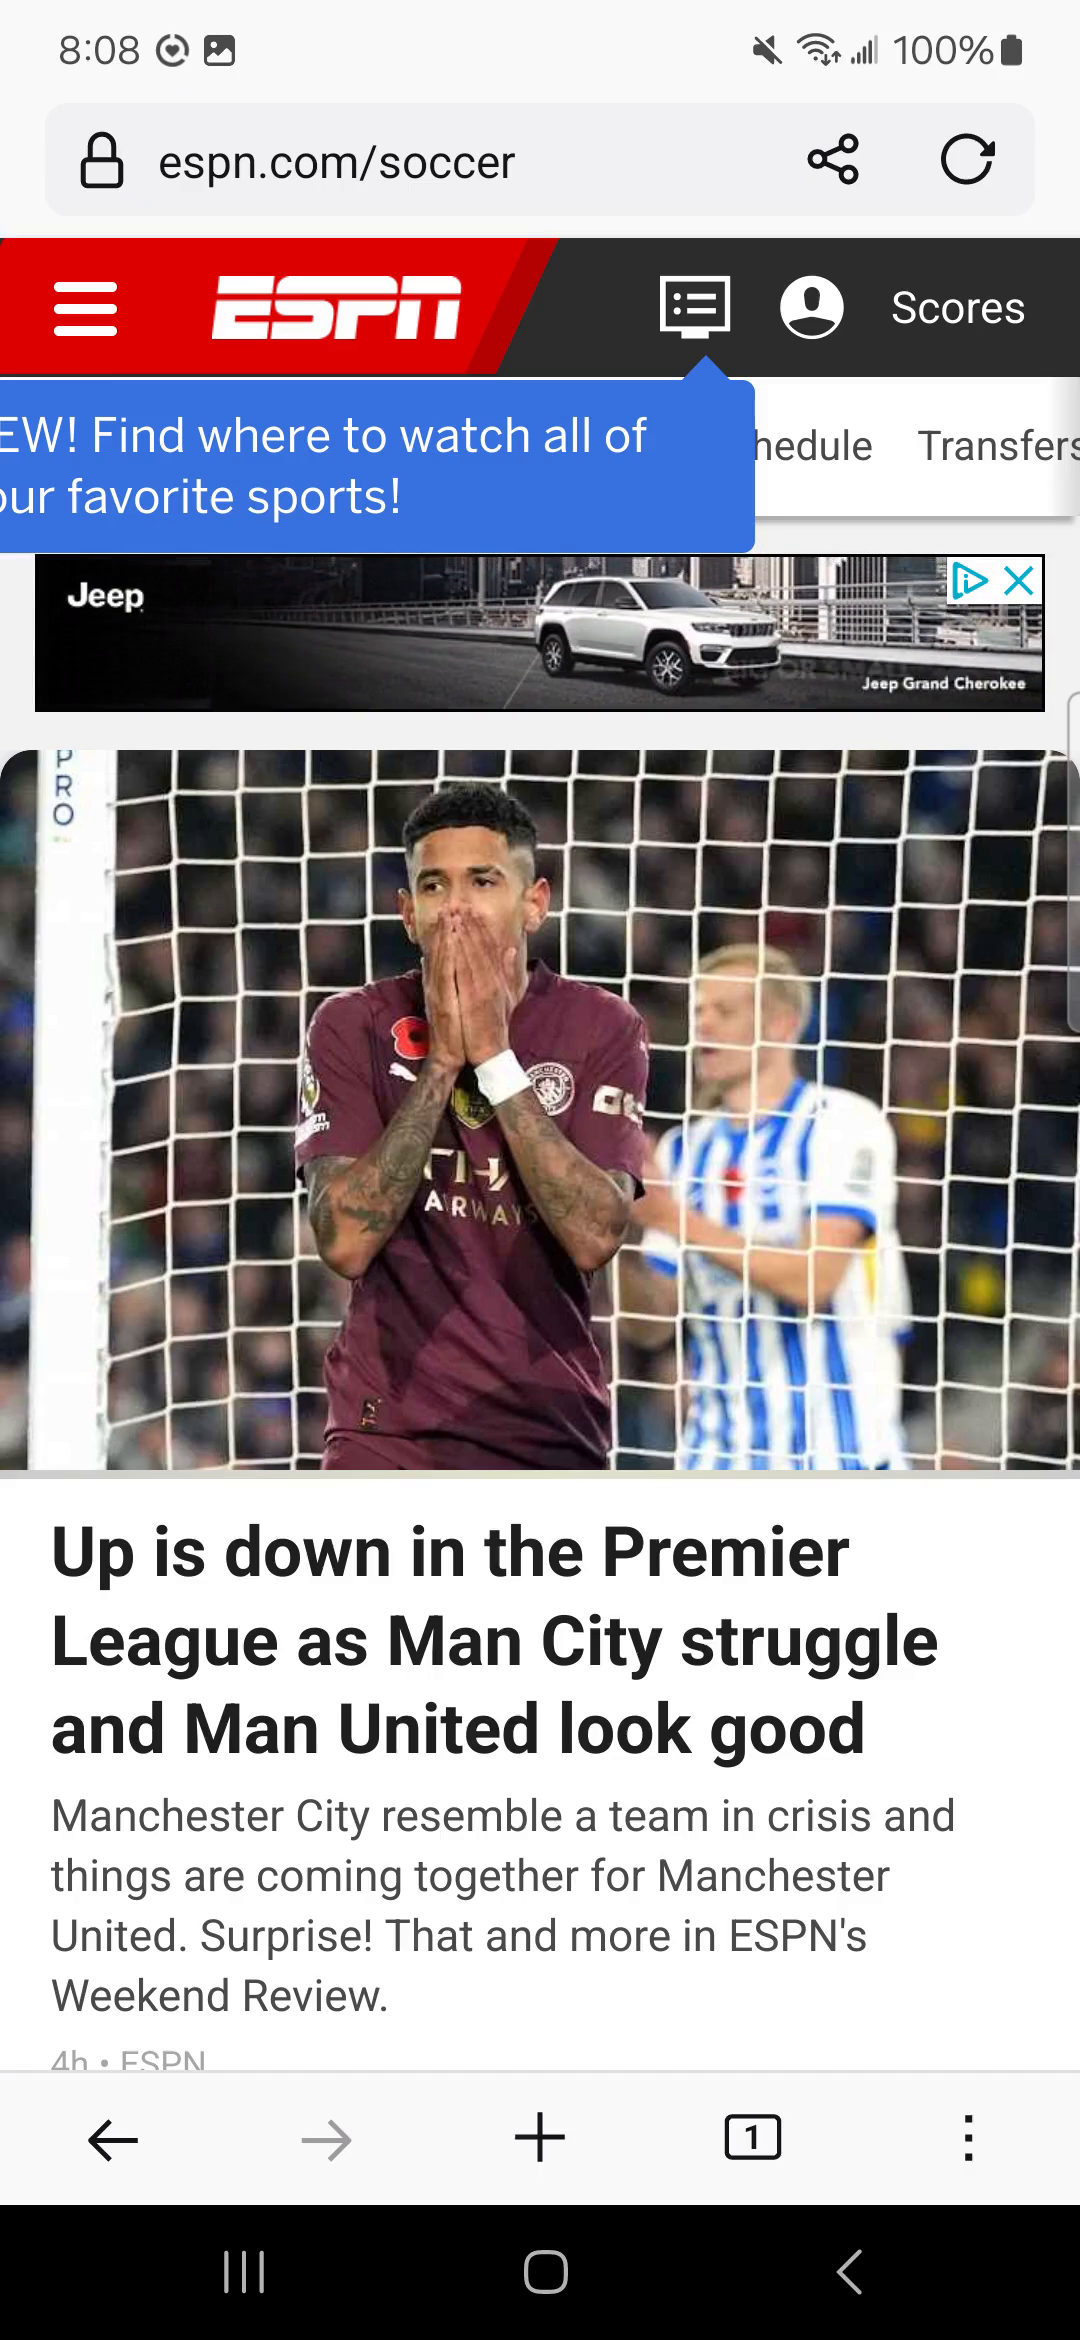 8:08 100%
espn.com/soccer
ESPN Scores
EW! Find where to watch all of
our favorite sports!
hedule Transfers
Jeep
Jeep Grand Cherokee
PRO
MANCHESTER
AIRWAYS
Up is down in the Premier
League as Man City struggle
and Man United look good
Manchester City resemble a team in crisis and
things are coming together for Manchester
United. Surprise! That and more in ESPN's
Weekend Review.
4h • ESPN
1